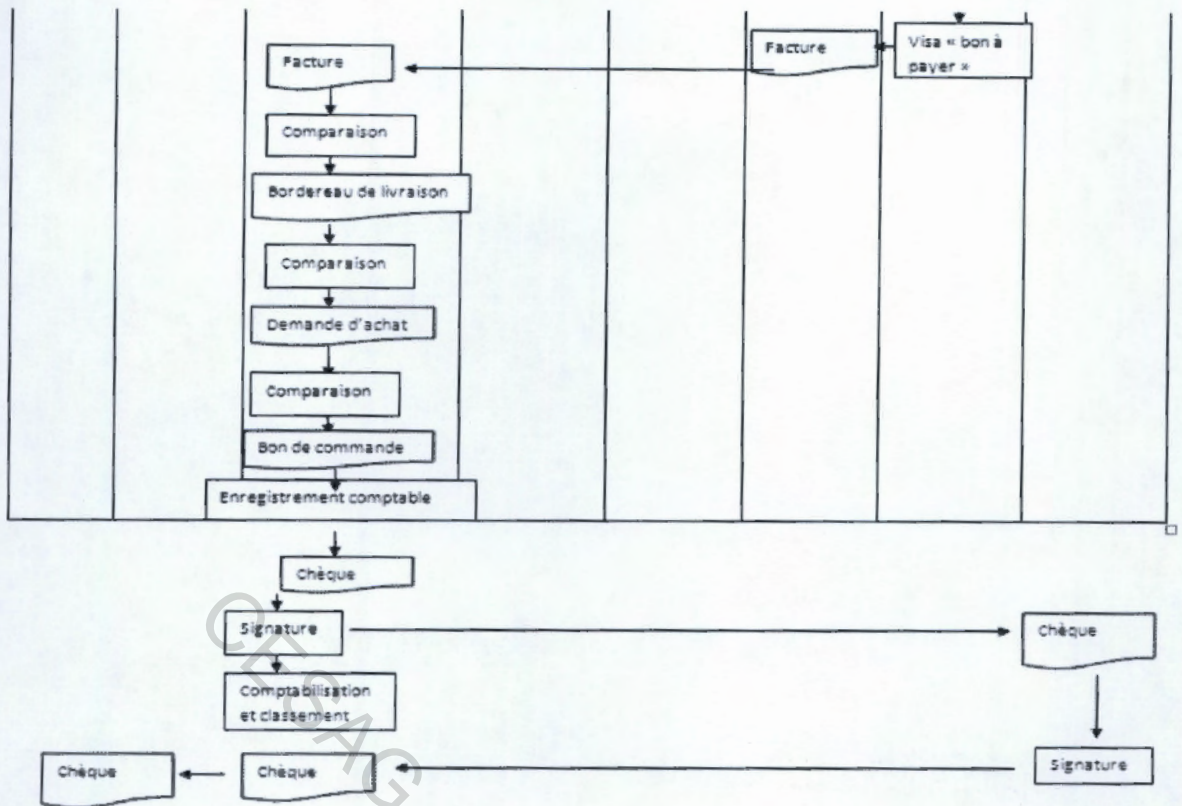 Visa « bon à
payer »
Facture
Facture
Comparaison
Bordereau de livraison
Comparaison
Demande d'achat
Comparaison
Bon de commande
Enregistrement comptable
Chèque
Signature
Chèque
Comptabilisation
et classement
Signature
Chèque
Chèque
CESAG